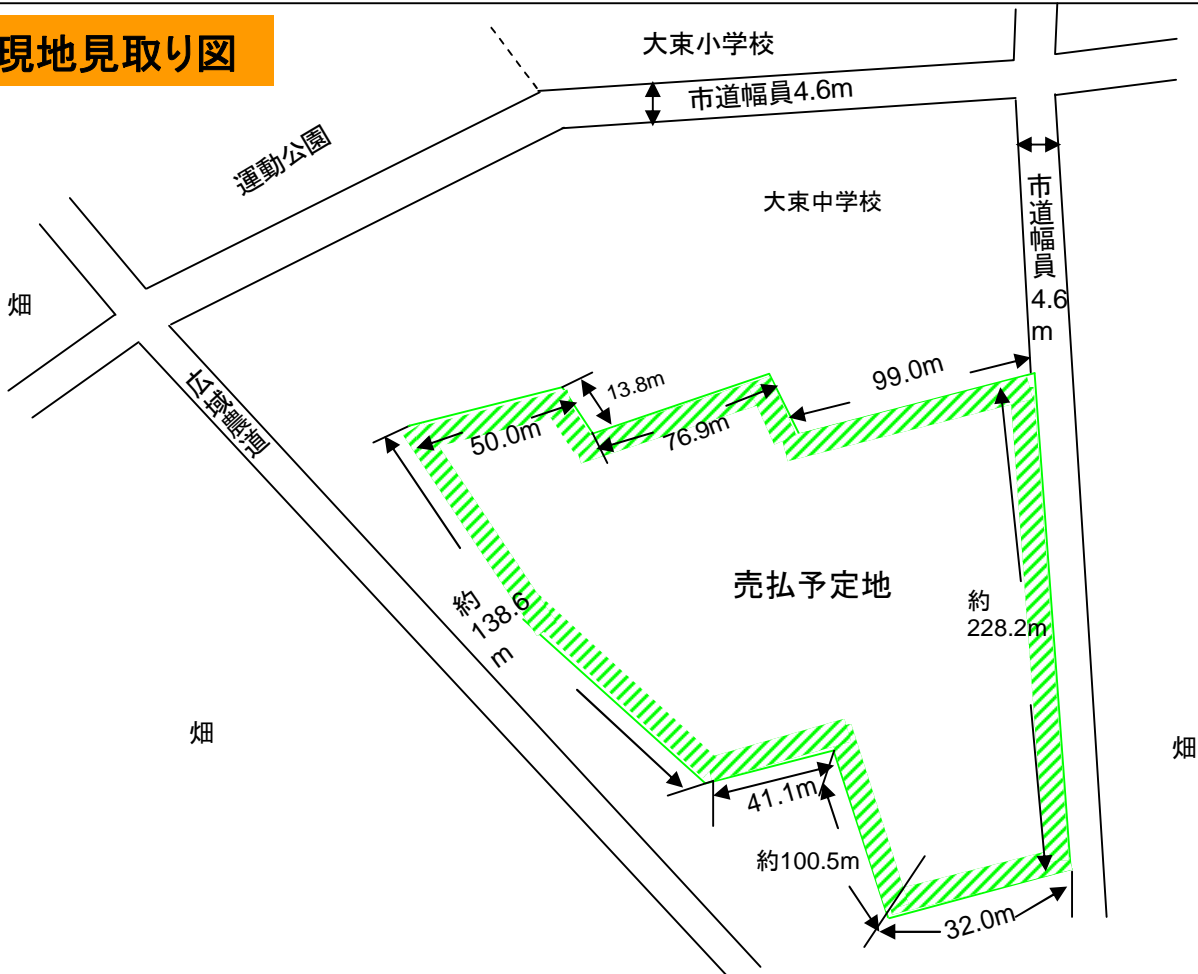 現地見取り図
大東小学校
市道幅員4.6m
運動公園
大東中学校
市道幅員
4.6
m
畑
広域農道
13.8m
99.0m
50.0m
76.9m
売払予定地
約
138.6
m
約
228.2m
畑
畑
41.1m
約100.5m
32.0m